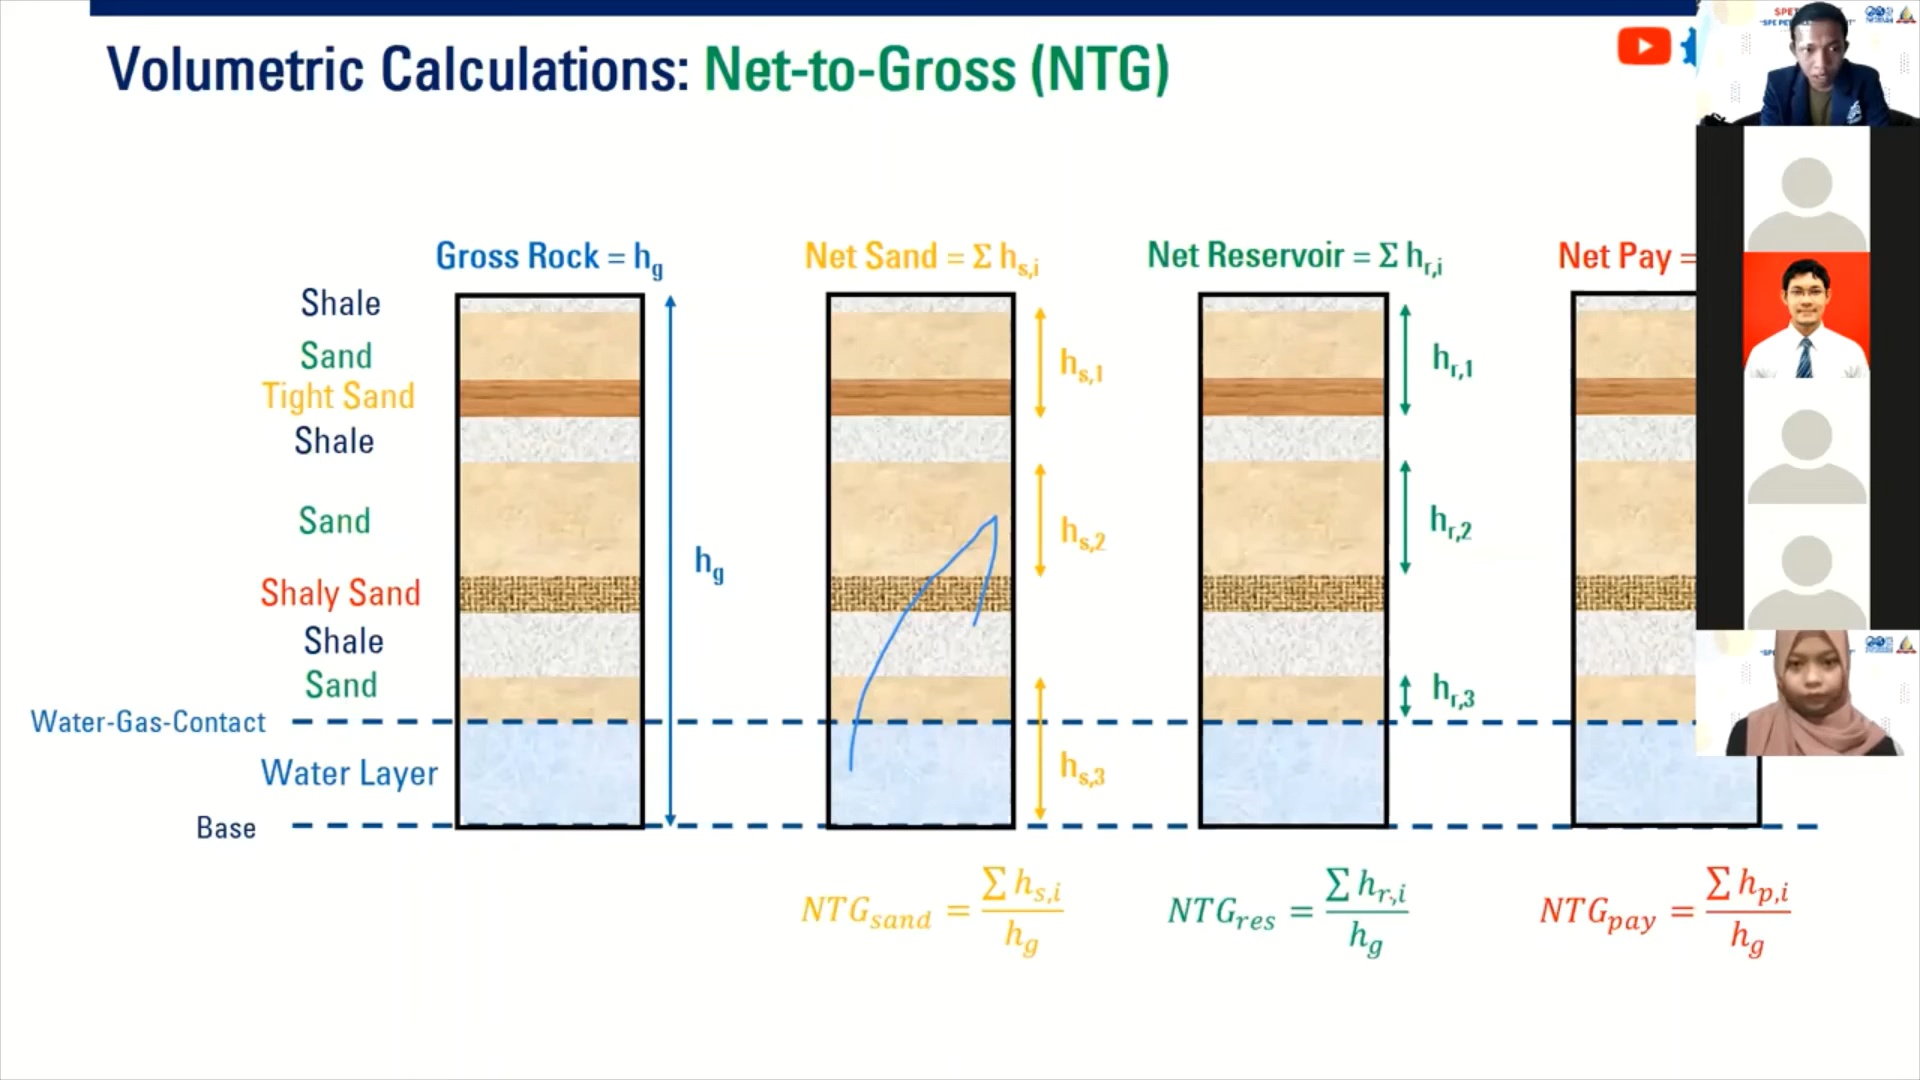 Volumetric Calculations: Net-to-Gross (NTG)
Gross Rock = h_g
Net Sand = Σ h_s,i
Net Reservoir = Σ h_r,i
Net Pay =
Shale
Sand
Tight Sand
Shale
Sand
Shaly Sand
Shale
Sand
Water-Gas-Contact
Water Layer
Base
h_g
h_s,1
h_s,2
h_s,3
h_r,1
h_r,2
h_r,3
NTG_sand = ∑ h_s,i / h_g
NTG_res = ∑ h_r,i / h_g
NTG_pay = ∑ h_p,i / h_g